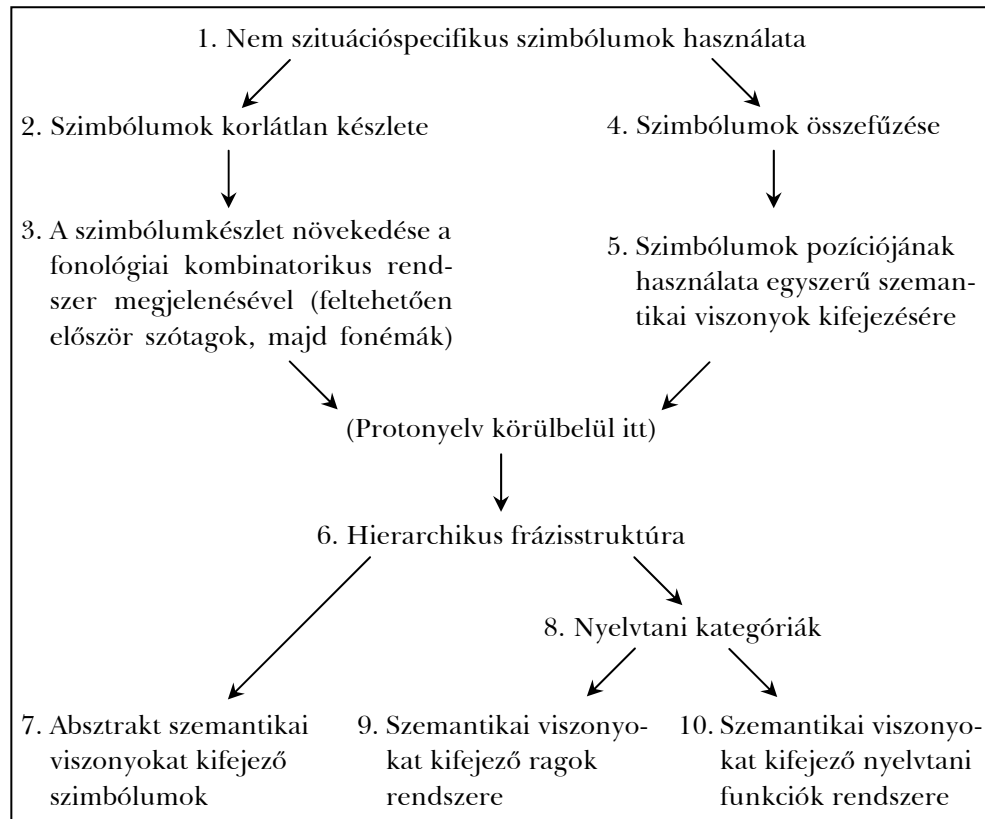 1. Nem szituációspecifikus szimbólumok használata
2. Szimbólumok korlátlan készlete
4. Szimbólumok összefűzése
3. A szimbólumkészlet növekedése a
fonológiai kombinatorikus rend-
szer megjelenésével (feltehetően
először szótagok, majd fonémák)
5. Szimbólumok pozíciójának
használata egyszerű szeman-
tikai viszonyok kifejezésére
(Protonyelv körülbelül itt)
6. Hierarchikus frázisstruktúra
8. Nyelvtani kategóriák
7. Absztrakt szemantikai
viszonyokat kifejező
szimbólumok
9. Szemantikai viszonyo-
kat kifejező ragok
rendszere
10. Szemantikai viszonyo-
kat kifejező nyelvtani
funkciók rendszere